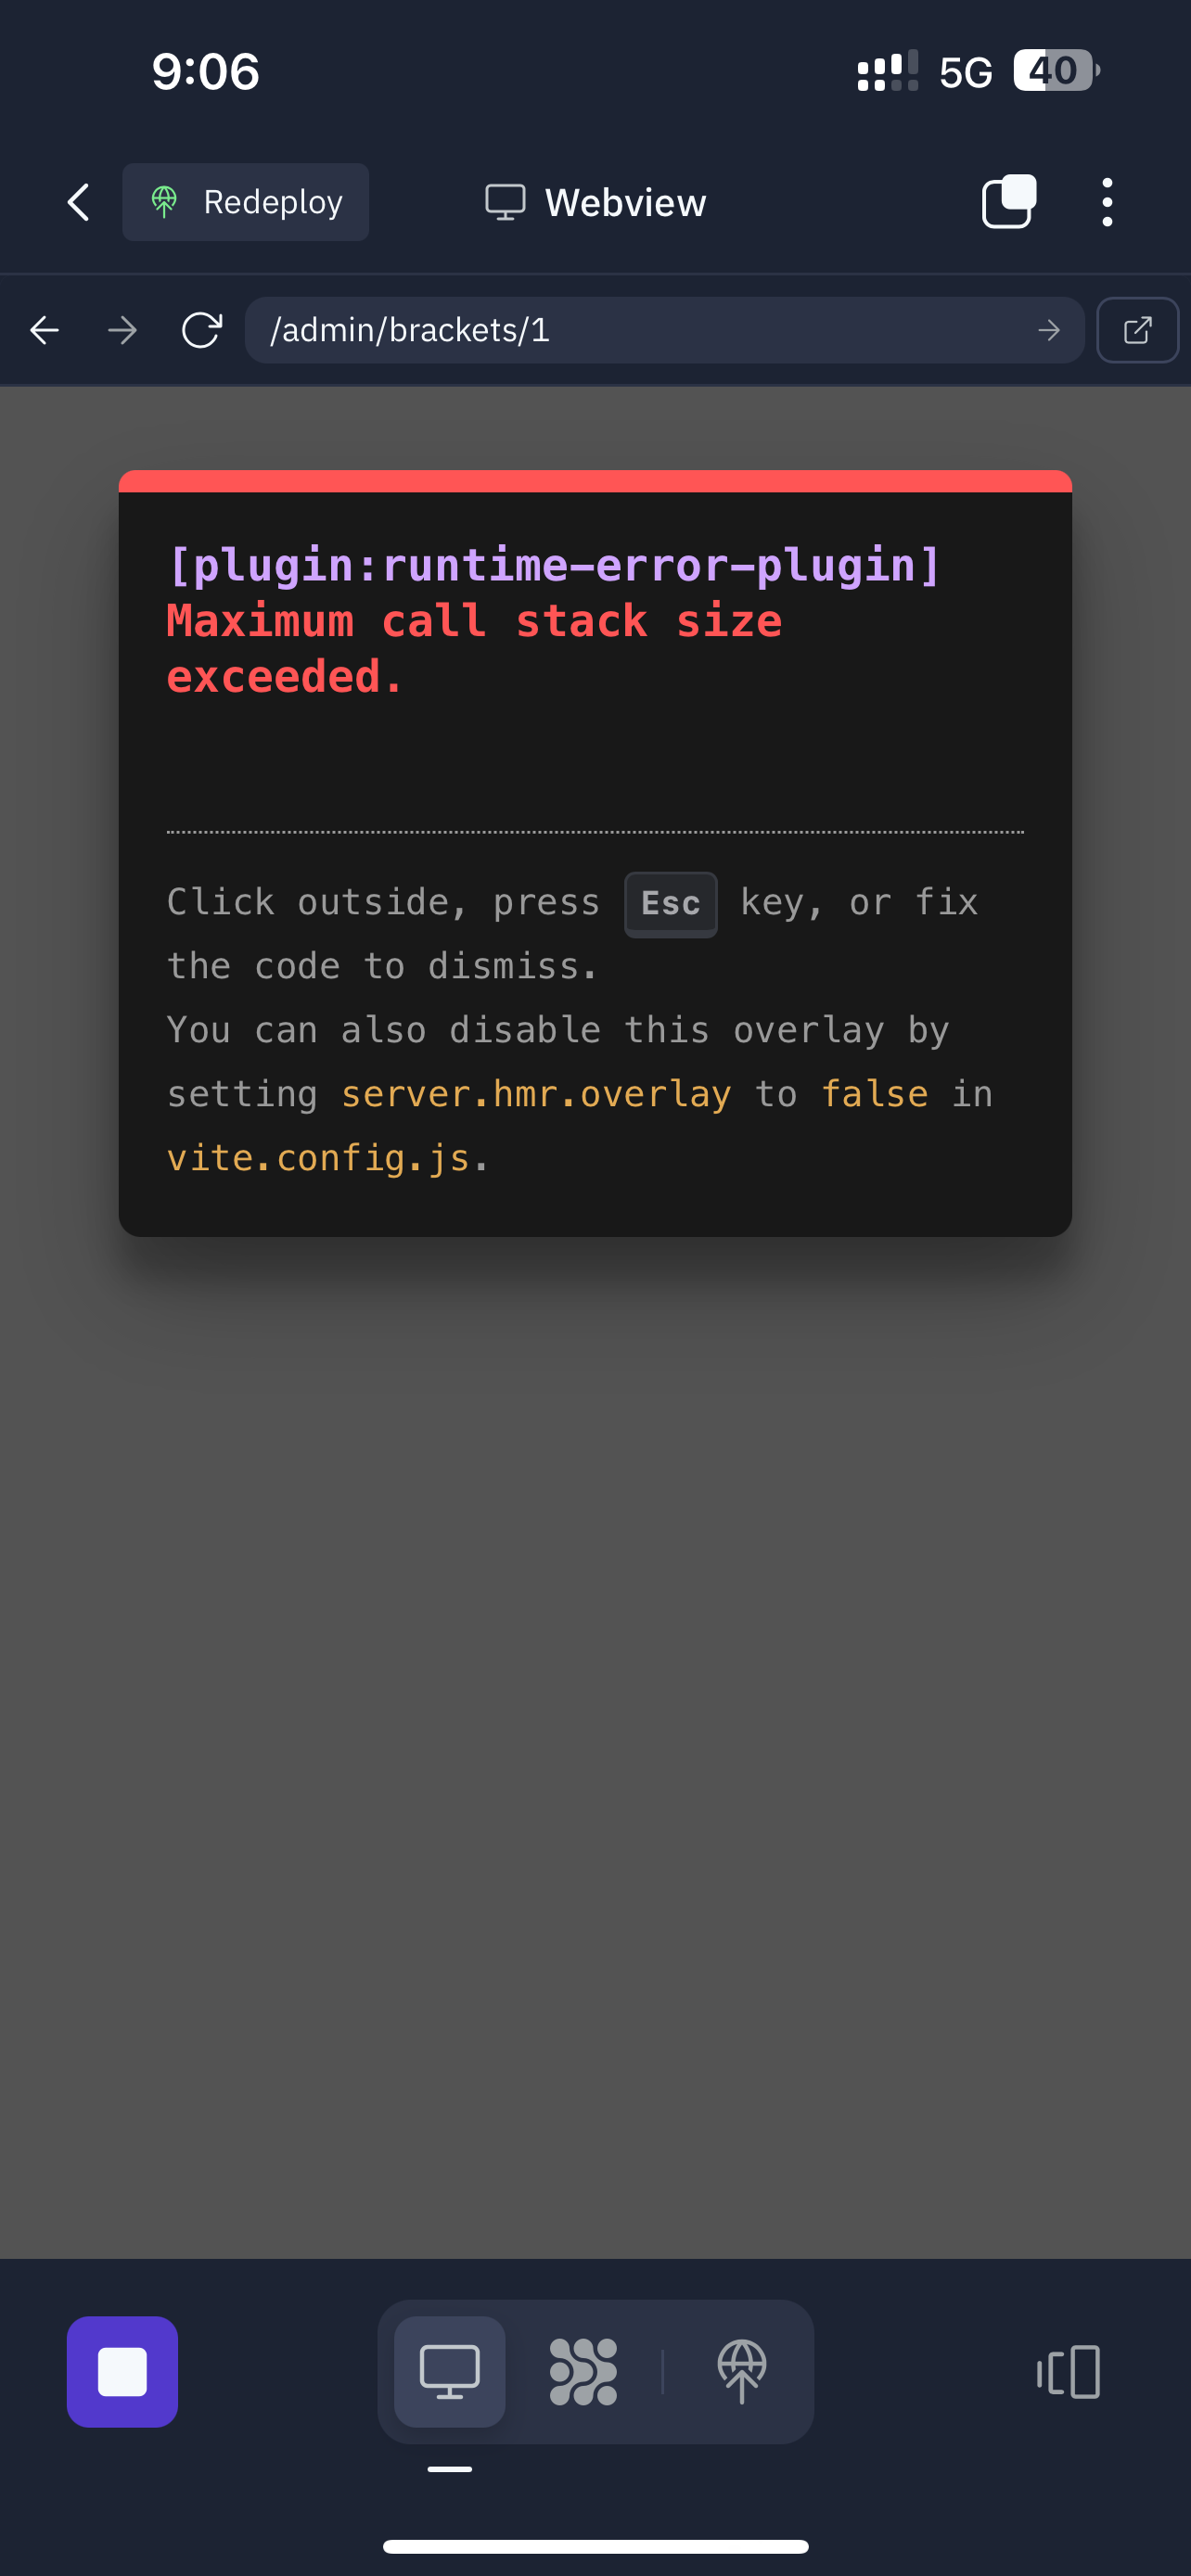 9:06
5G
40
Redeploy
Webview
/admin/brackets/1
[plugin:runtime-error-plugin]
Maximum call stack size
exceeded.
Click outside, press Esc key, or fix
the code to dismiss.
You can also disable this overlay by
setting server.hmr.overlay to false in
vite.config.js.